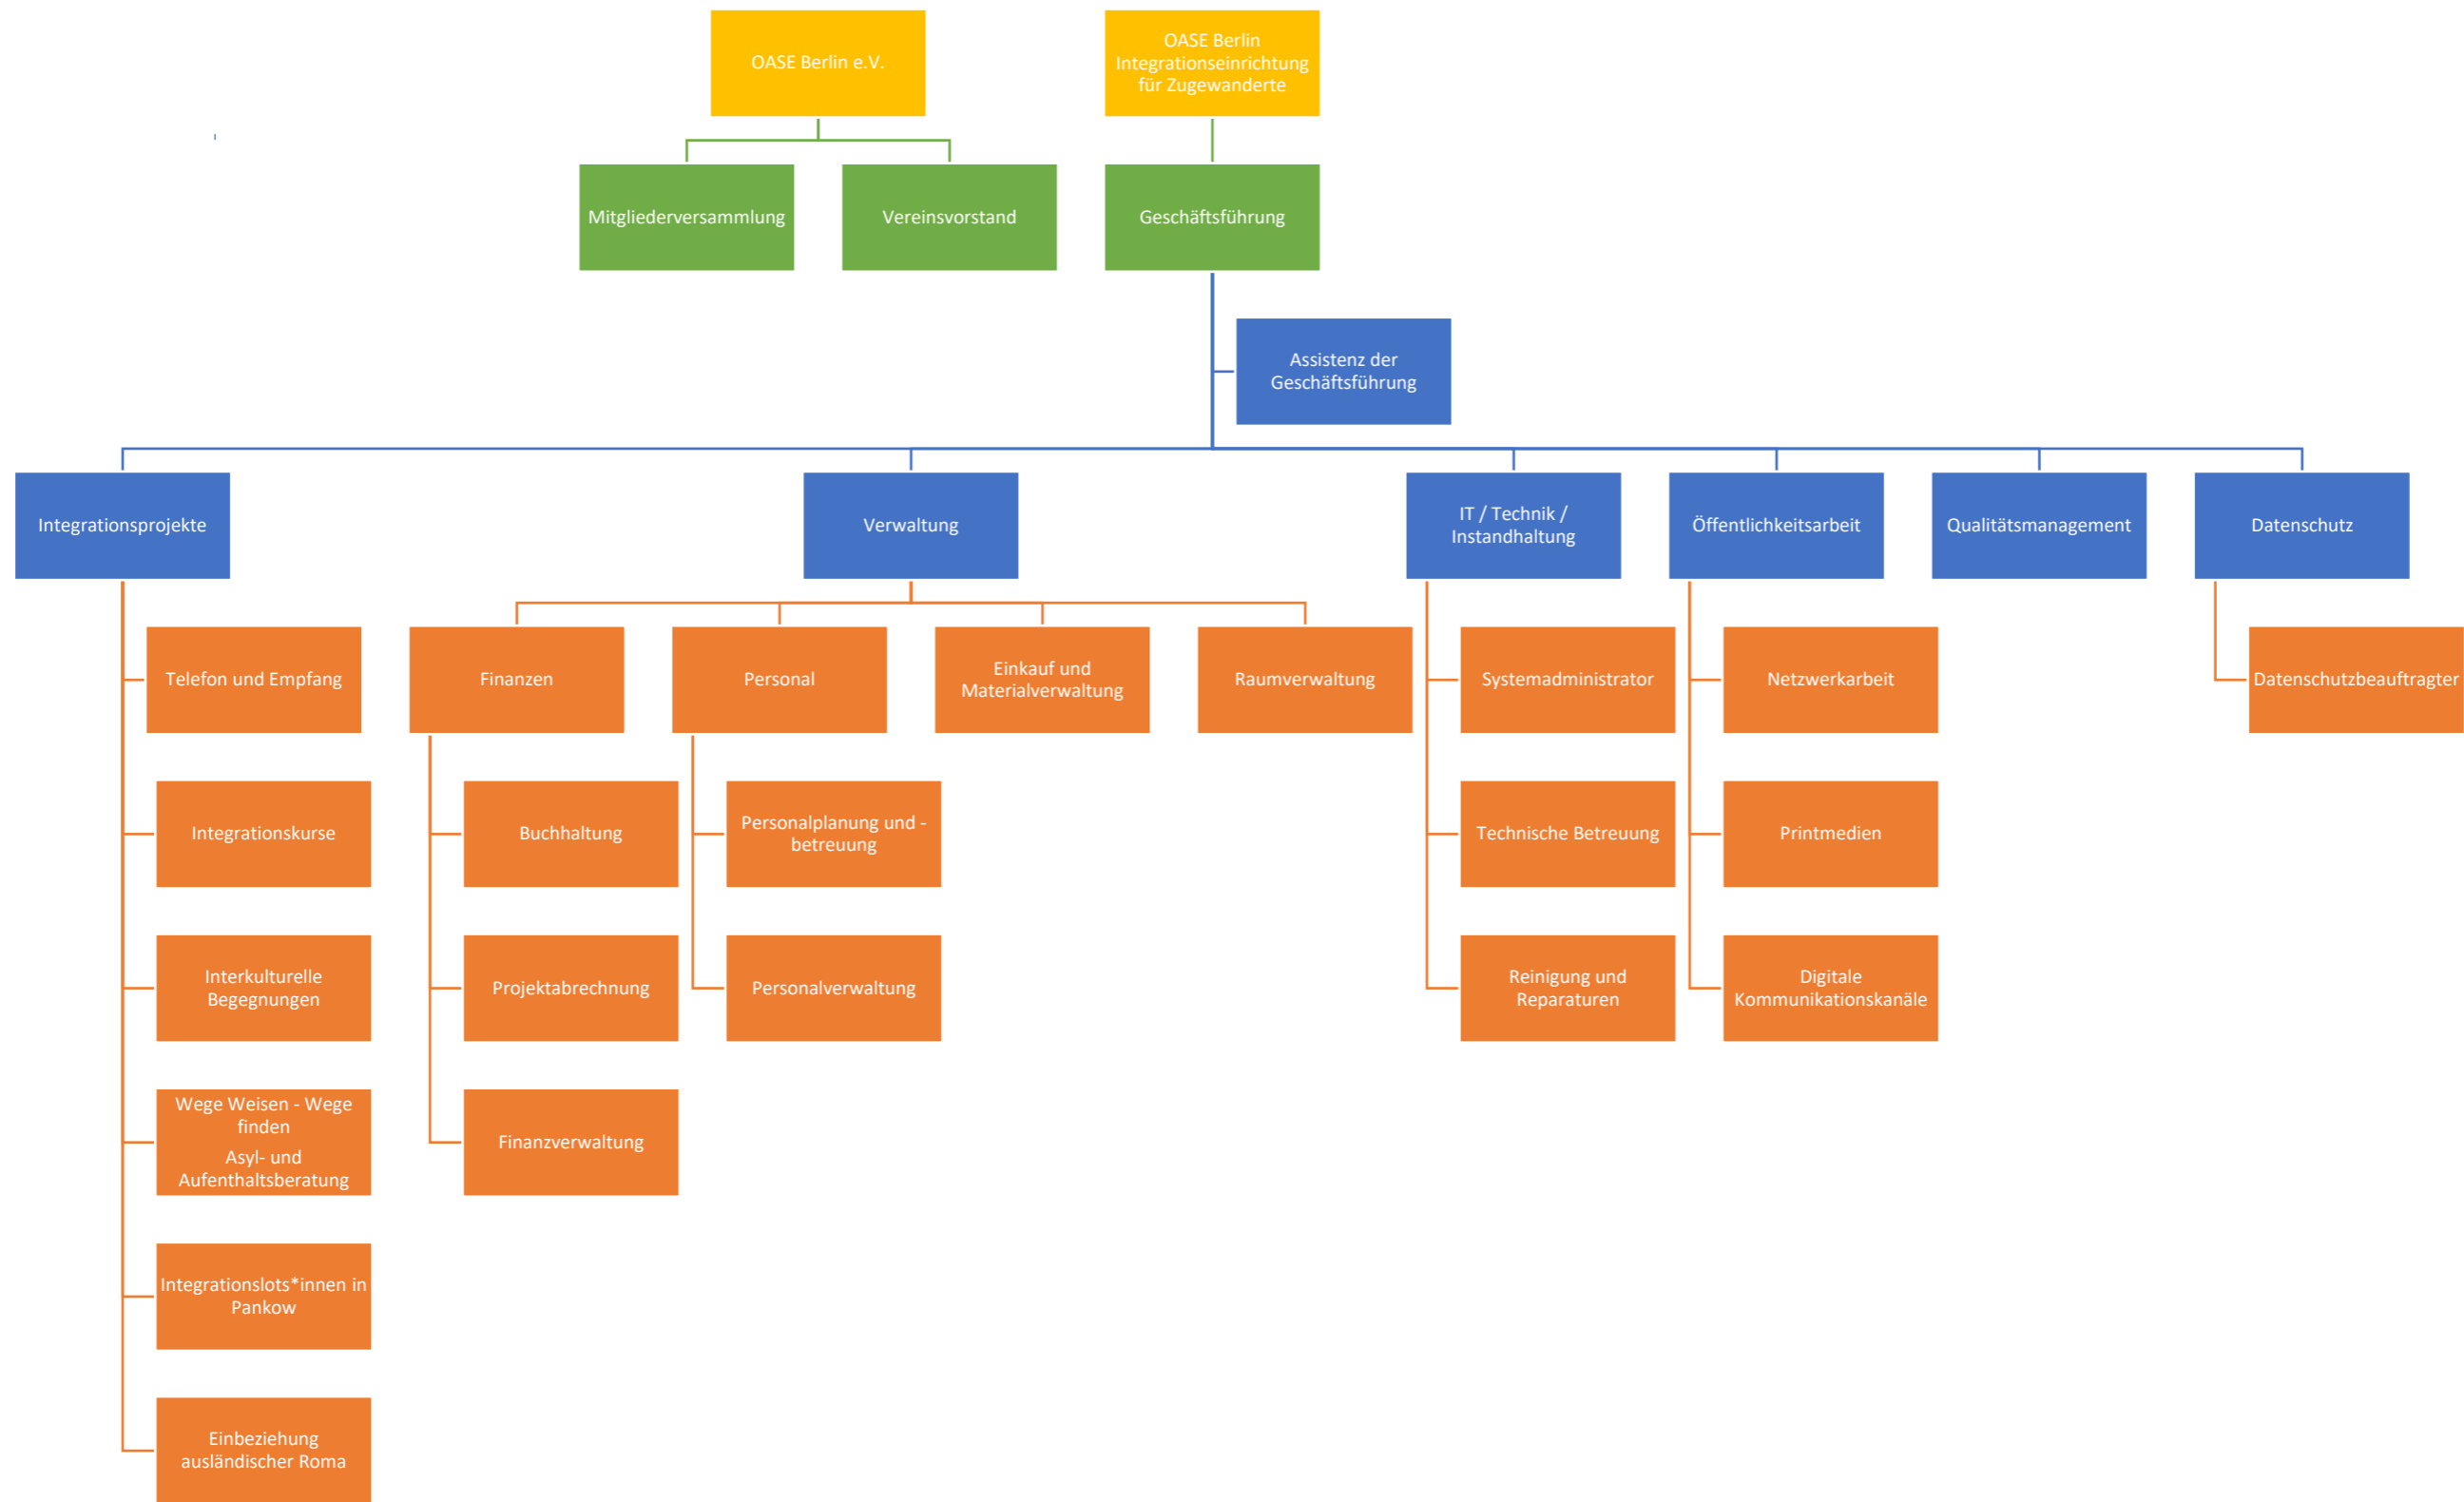 OASE Berlin e.V.
OASE Berlin
Integrationseinrichtung
für Zugewanderte
Mitgliederversammlung
Vereinsvorstand
Geschäftsführung
Assistenz der
Geschäftsführung
Integrationsprojekte
Verwaltung
IT / Technik /
Instandhaltung
Öffentlichkeitsarbeit
Qualitätsmanagement
Datenschutz
Telefon und Empfang
Finanzen
Personal
Einkauf und
Materialverwaltung
Raumverwaltung
Systemadministrator
Netzwerkarbeit
Datenschutzbeauftragter
Integrationskurse
Buchhaltung
Personalplanung und -
betreuung
Technische Betreuung
Printmedien
Interkulturelle
Begegnungen
Projektabrechnung
Personalverwaltung
Reinigung und
Reparaturen
Digitale
Kommunikationskanäle
Wege Weisen - Wege
finden
Asyl- und
Aufenthaltsberatung
Finanzverwaltung
Integrationslots*innen in
Pankow
Einbeziehung
ausländischer Roma